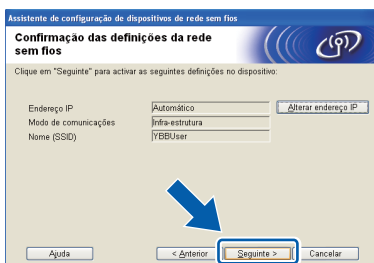 Assistente de configuração de dispositivos de rede sem fios
Confirmação das definições da rede
sem fios
Clique em "Seguinte" para activar as seguintes definições no dispositivo:
Endereço IP Automático Alterar endereço IP
Modo de comunicações Infra-estrutura
Nome (SSID) YBBUser
Ajuda < Anterior Seguinte > Cancelar